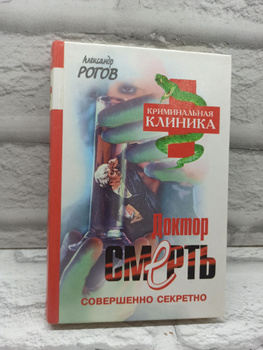 Александр
РОГОВ
КРИМИНАЛЬНАЯ
КЛИНИКА
Доктор
СМЕРТЬ
СОВЕРШЕННО СЕКРЕТНО